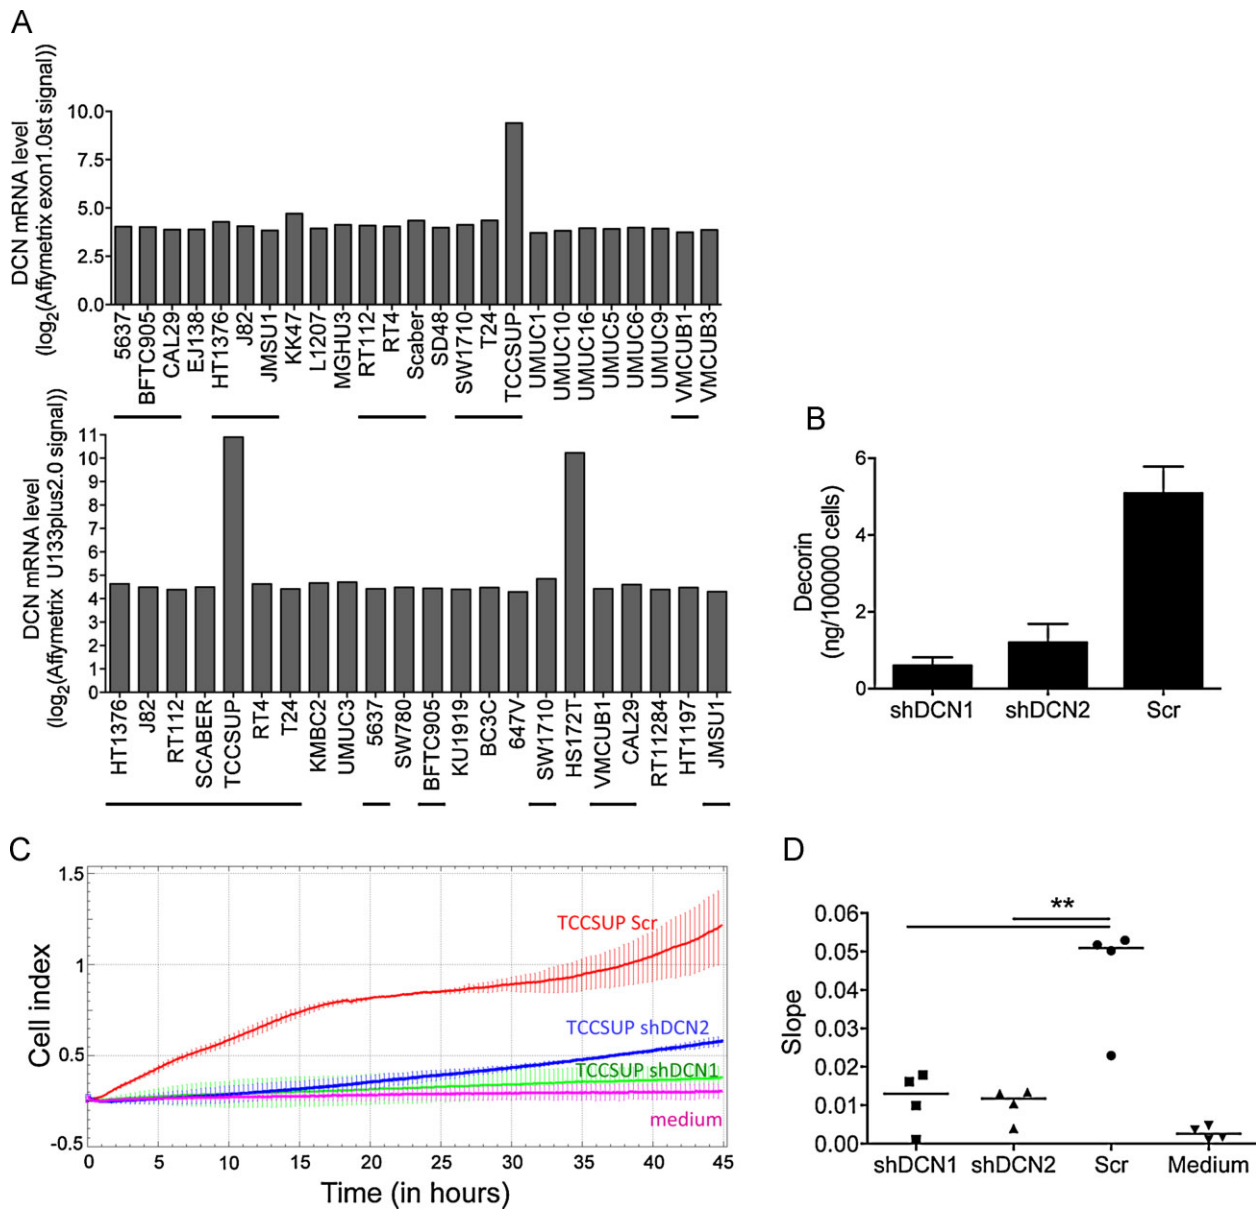 A
DCN mRNA level
(log2(Affymetrix exon1.0st signal))
10.0
7.5
5.0
2.5
0.0
5637
BFTC905
CAL29
EJ138
HT1376
J82
JMSU1
KK47
L1207
MGHU3
RT112
RT4
Scaber
SD48
SW1710
T24
TCCSUP
UMUC1
UMUC10
UMUC16
UMUC5
UMUC6
UMUC9
VMCUB1
VMCUB3
DCN mRNA level
(log2(Affymetrix U133plus2.0 signal))
11
10
9
8
7
6
5
4
3
2
1
0
HT1376
J82
RT112
SCABER
TCCSUP
RT4
T24
KMBC2
UMUC3
5637
SW780
BFTC905
KU1919
BC3C
647V
SW1710
HS172T
VMCUB1
CAL29
RT11284
HT1197
JMSU1
B
Decorin
(ng/100000 cells)
6
4
2
0
shDCN1
shDCN2
Scr
C
Cell index
1.5
1
0.5
-0.5
TCCSUP Scr
TCCSUP shDCN2
TCCSUP shDCN1
medium
0 5 10 15 20 25 30 35 40 45
Time (in hours)
D
Slope
0.06
0.05
0.04
0.03
0.02
0.01
0.00
**
shDCN1 shDCN2 Scr Medium